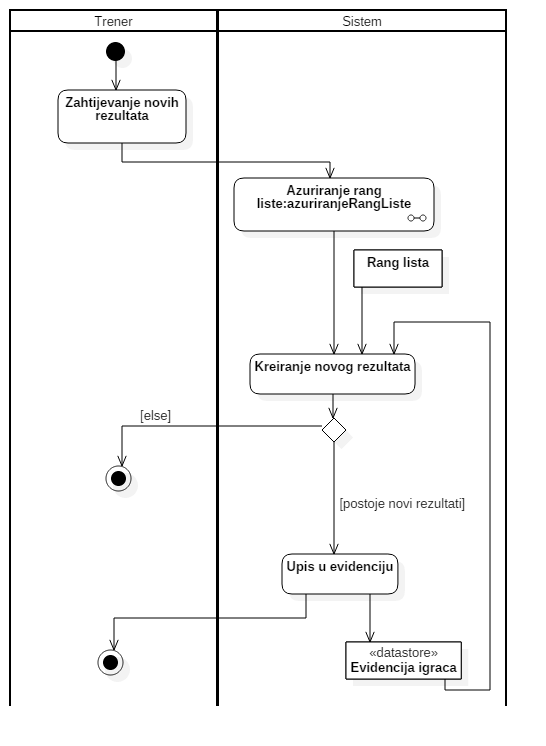 Trener
Sistem
Zahtijevanje novih
rezultata
Azuriranje rang
liste:azuriranjeRangListe
Rang lista
Kreiranje novog rezultata
[else]
[postoje novi rezultati]
Upis u evidenciju
«datastore»
Evidencija igraca